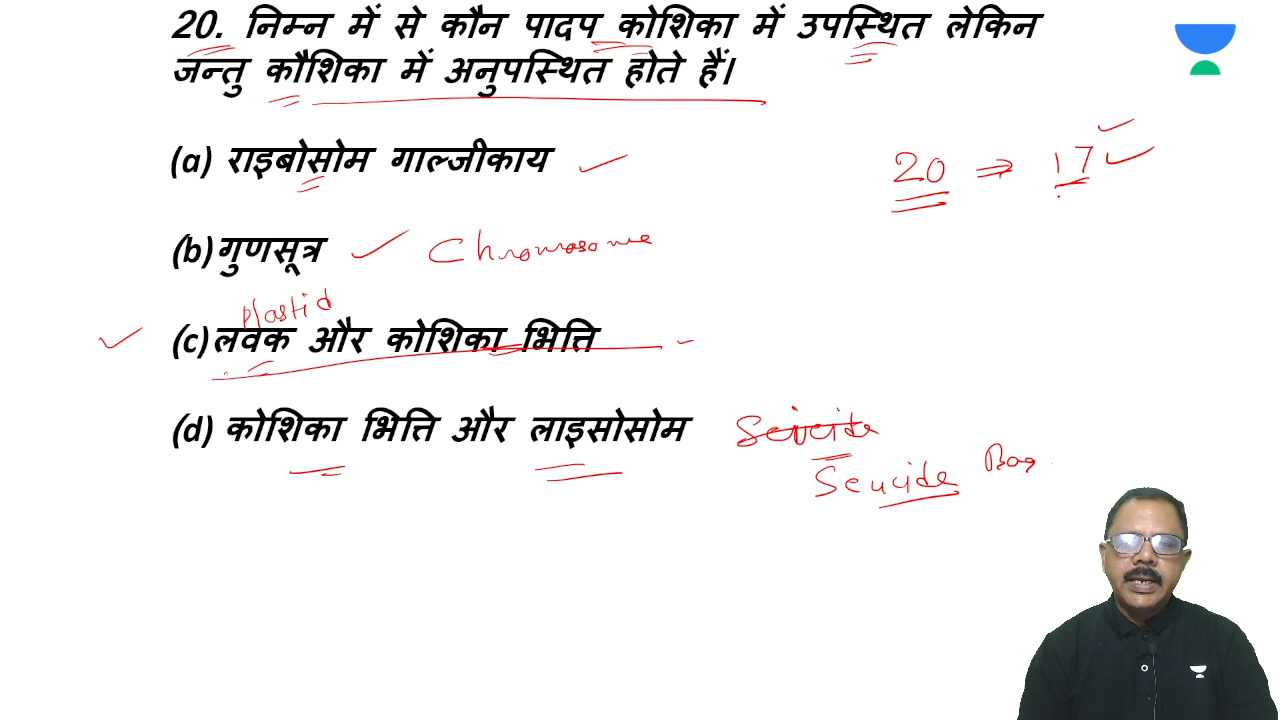 20. निम्न में से कौन पादप कोशिका में उपस्थित लेकिन
जन्तु कौशिका में अनुपस्थित होते हैं।
(a) राइबोसोम गाल्जीकाय
20 ⇒ 17
(b) गुणसूत्र Chromosome
Plastid
(c) लवक और कोशिका भित्ति
(d) कोशिका भित्ति और लाइसोसोम
Seucide Bag